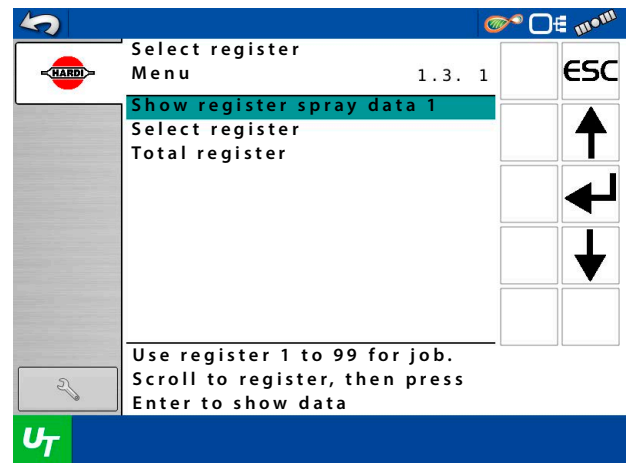 Select register
Menu 1.3. 1
ESC
HARDI
Show register spray data 1
Select register
Total register
Use register 1 to 99 for job.
Scroll to register, then press
Enter to show data
UT